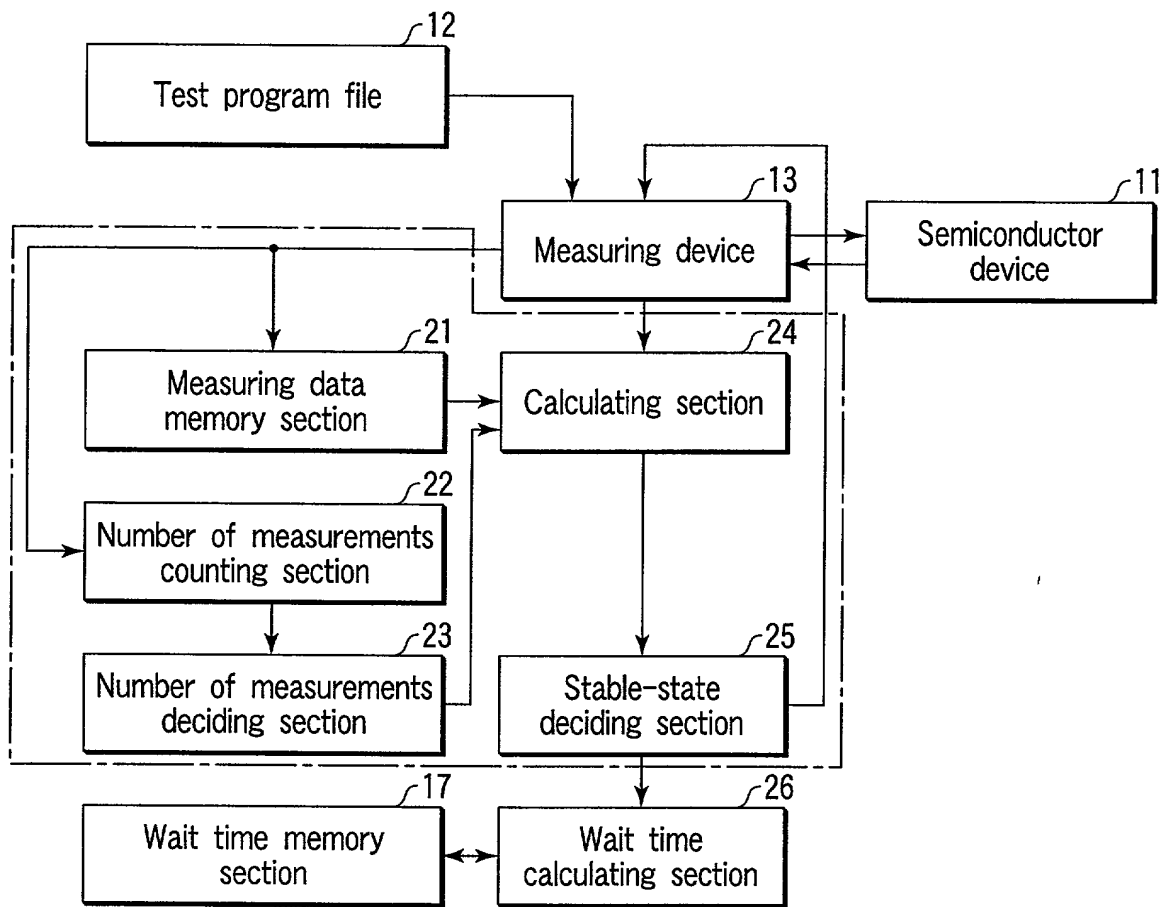 12
Test program file
13
Measuring device
11
Semiconductor
device
21
Measuring data
memory section
24
Calculating section
22
Number of measurements
counting section
23
Number of measurements
deciding section
25
Stable-state
deciding section
17
Wait time memory
section
26
Wait time
calculating section